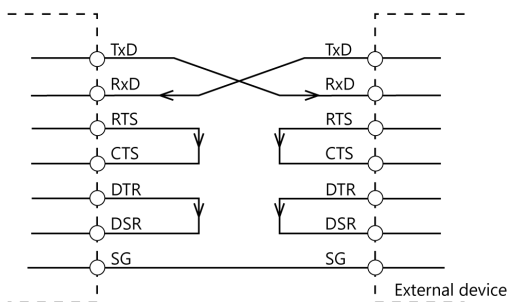 TxD TxD
RxD RxD
RTS RTS
CTS CTS
DTR DTR
DSR DSR
SG SG
External device